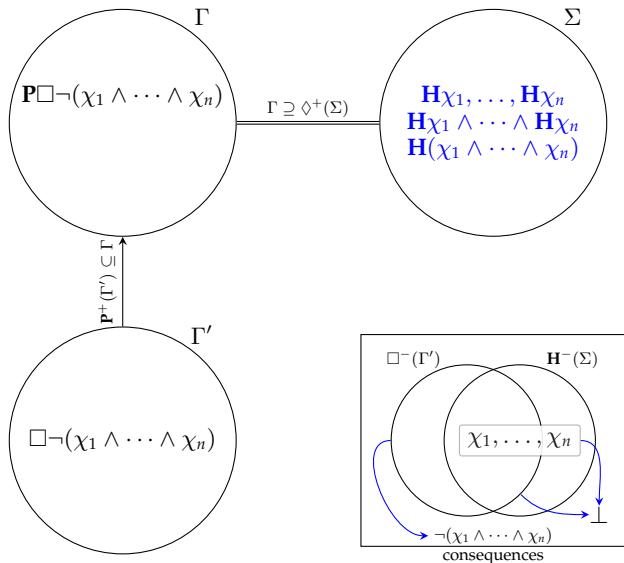 Γ
Σ
𝐏□¬(χ₁ ∧ ⋯ ∧ χₙ)
𝐇χ₁, …, 𝐇χₙ
𝐇χ₁ ∧ ⋯ ∧ 𝐇χₙ
𝐇(χ₁ ∧ ⋯ ∧ χₙ)
Γ ⊇ ◊⁺(Σ)
𝐏⁺(Γ′) ⊆ Γ
Γ′
□¬(χ₁ ∧ ⋯ ∧ χₙ)
□⁻(Γ′)
𝐇⁻(Σ)
χ₁, …, χₙ
⊥
¬(χ₁ ∧ ⋯ ∧ χₙ)
consequences